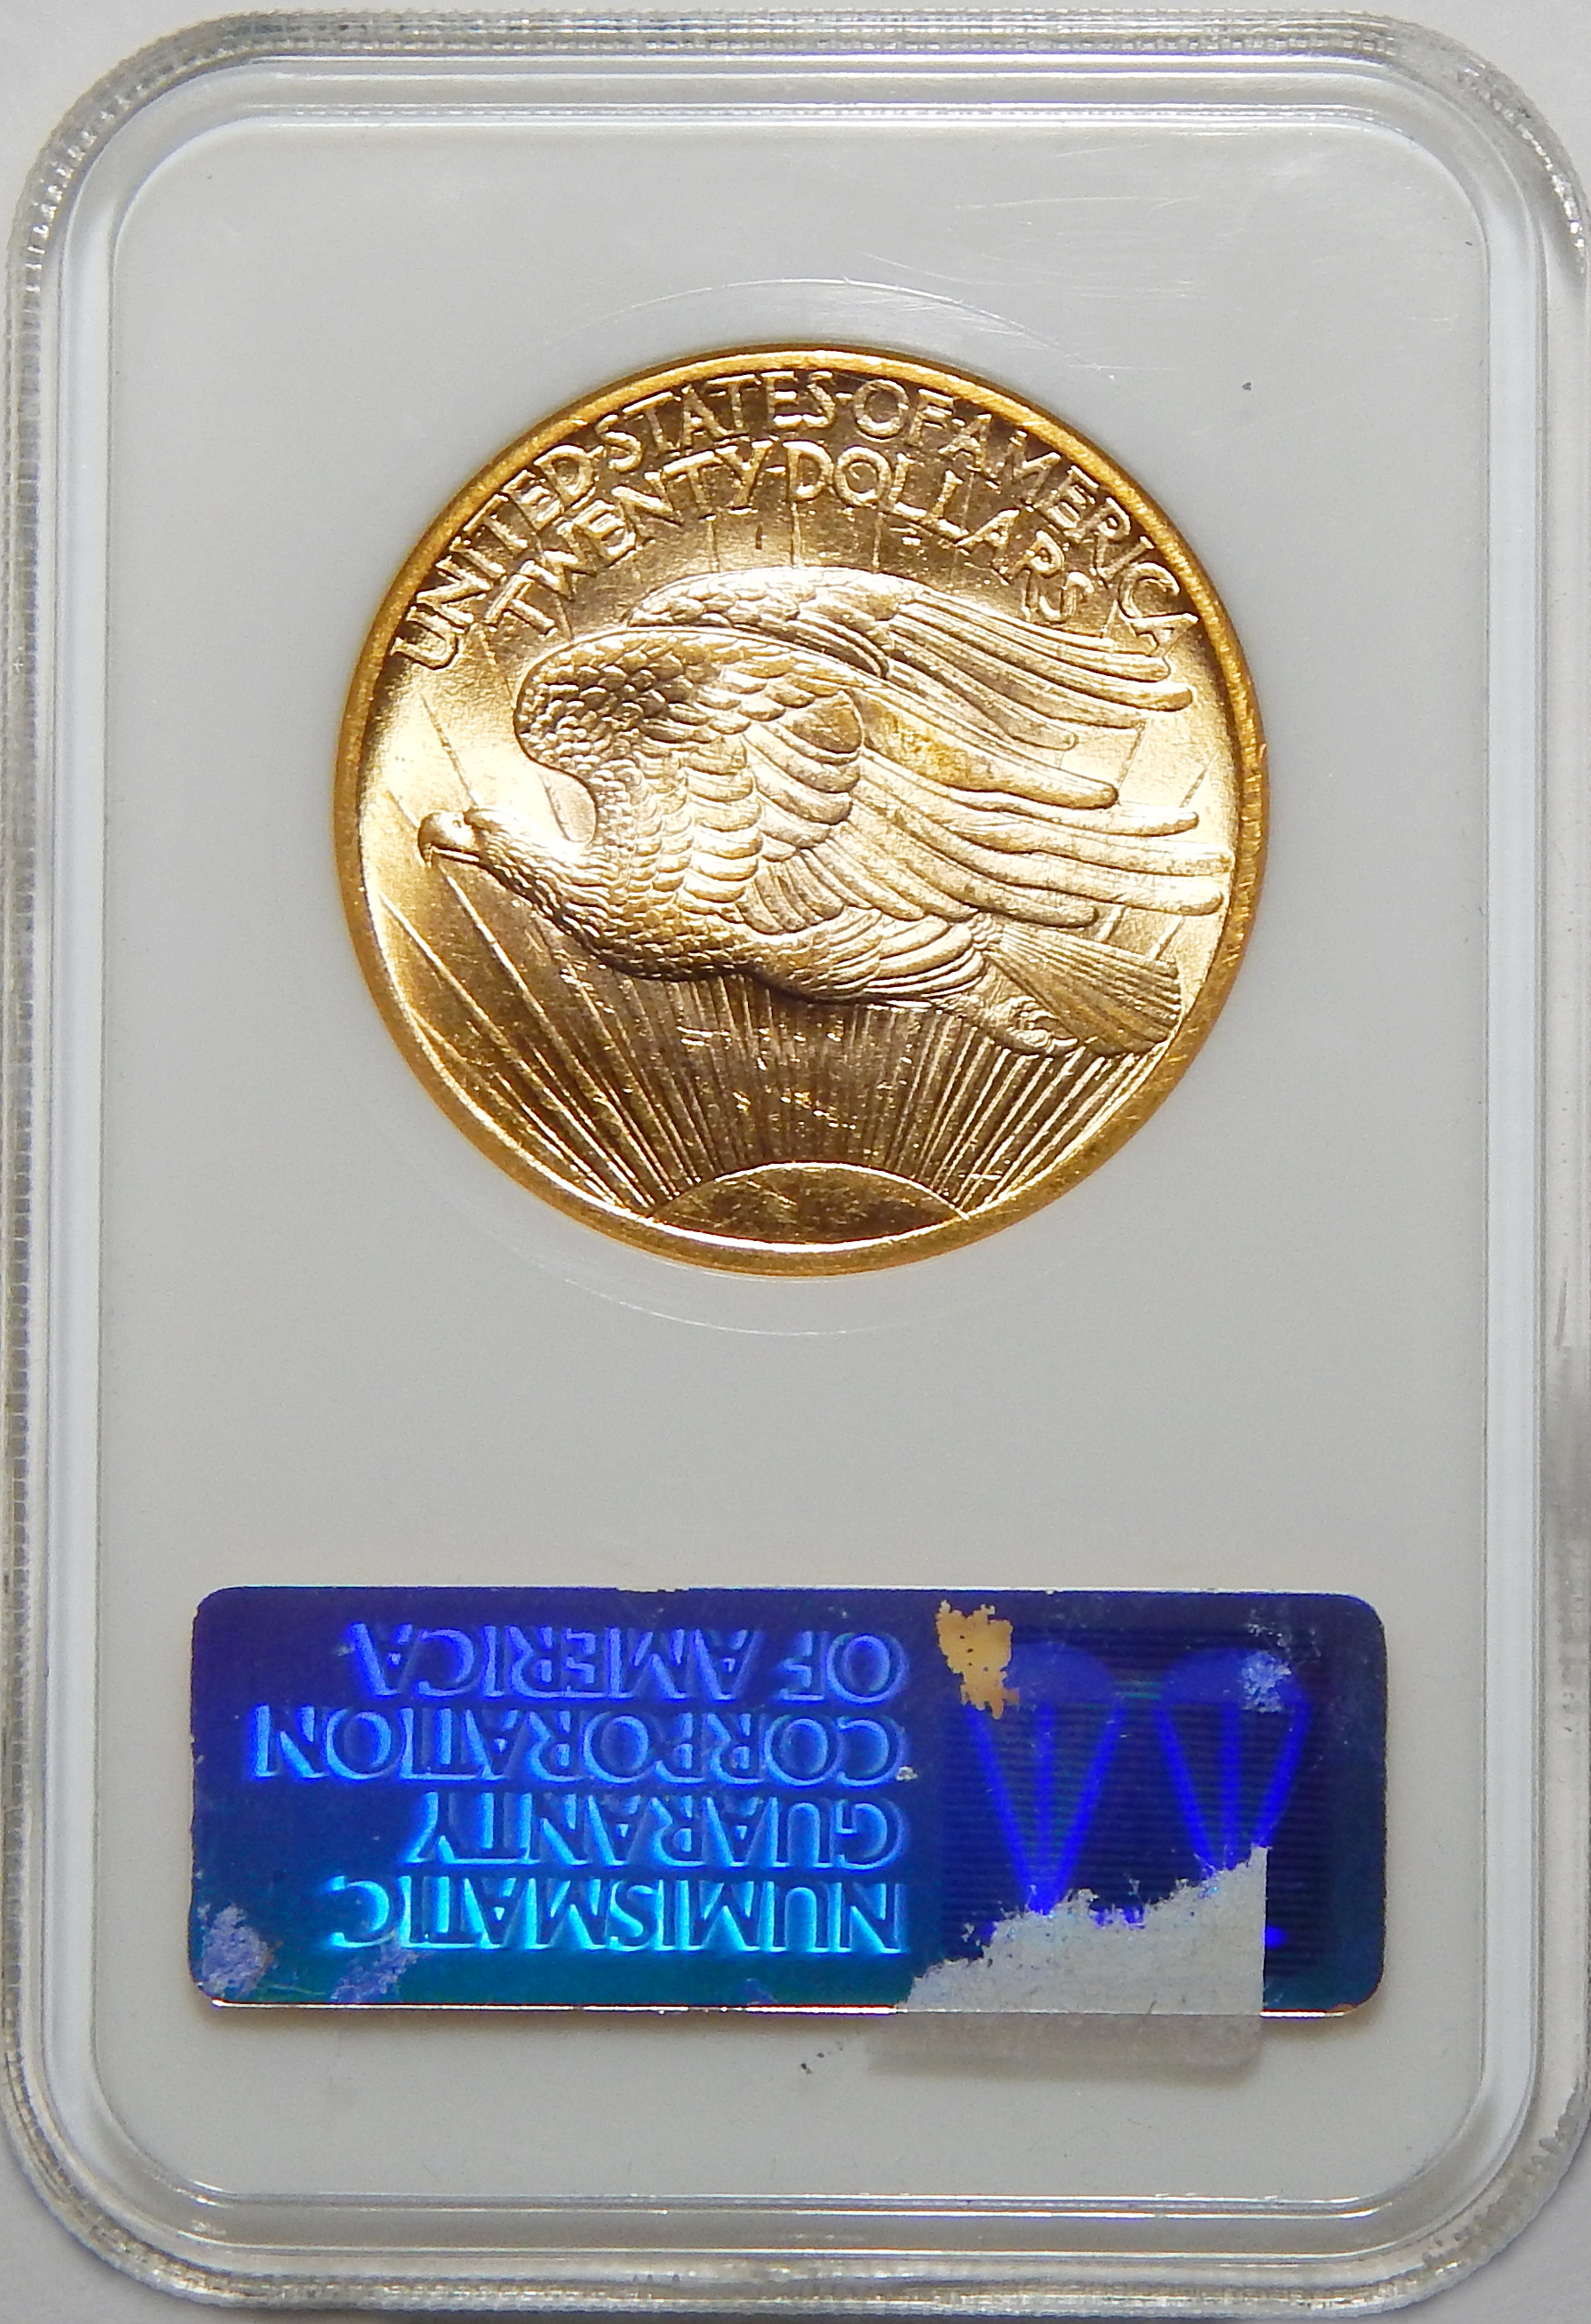 UNITED·STATES·OF·AMERICA
TWENTY·DOLLARS
NUMISMATIC
GUARANTY
CORPORATION
OF AMERICA